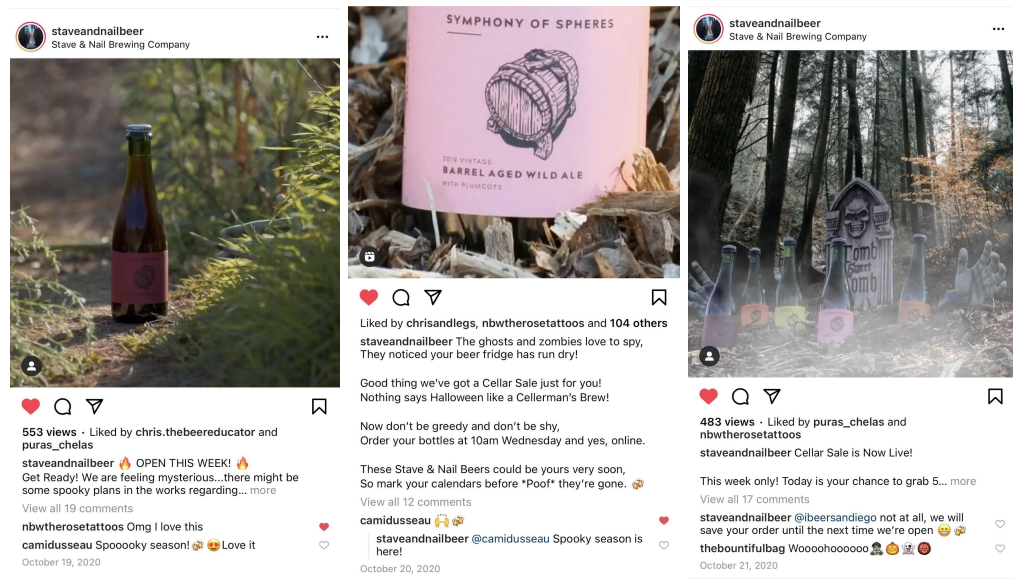 staveandnailbeer
Stave & Nail Brewing Company
553 views · Liked by chris.thebeereducator and
puras_chelas
staveandnailbeer 🔥 OPEN THIS WEEK! 🔥
Get Ready! We are feeling mysterious...there might be
some spooky plans in the works regarding... more
View all 19 comments
nbwtherosetattoos Omg I love this
camidusseau Spooooky season! 🍻😍 Love it
October 19, 2020
SYMPHONY OF SPHERES
2019 VINTAGE
BARREL AGED WILD ALE
WITH PLUMCOTS
Liked by chrisandlegs, nbwtherosetattoos and 104 others
staveandnailbeer The ghosts and zombies love to spy,
They noticed your beer fridge has run dry!
Good thing we've got a Cellar Sale just for you!
Nothing says Halloween like a Cellerman's Brew!
Now don't be greedy and don't be shy,
Order your bottles at 10am Wednesday and yes, online.
These Stave & Nail Beers could be yours very soon,
So mark your calendars before *Poof* they're gone. 🍻
View all 12 comments
camidusseau 🙌🍻
staveandnailbeer @camidusseau Spooky season is
here!
October 20, 2020
staveandnailbeer
Stave & Nail Brewing Company
Tomb
Sweet
Tomb
483 views · Liked by puras_chelas and
nbwtherosetattoos
staveandnailbeer Cellar Sale is Now Live!
This week only! Today is your chance to grab 5... more
View all 17 comments
staveandnailbeer @ibeersandiego not at all, we will
save your order until the next time we're open 😁🍻
thebountifulbag Woooohoooooo🧟🎃👻👹
October 21, 2020